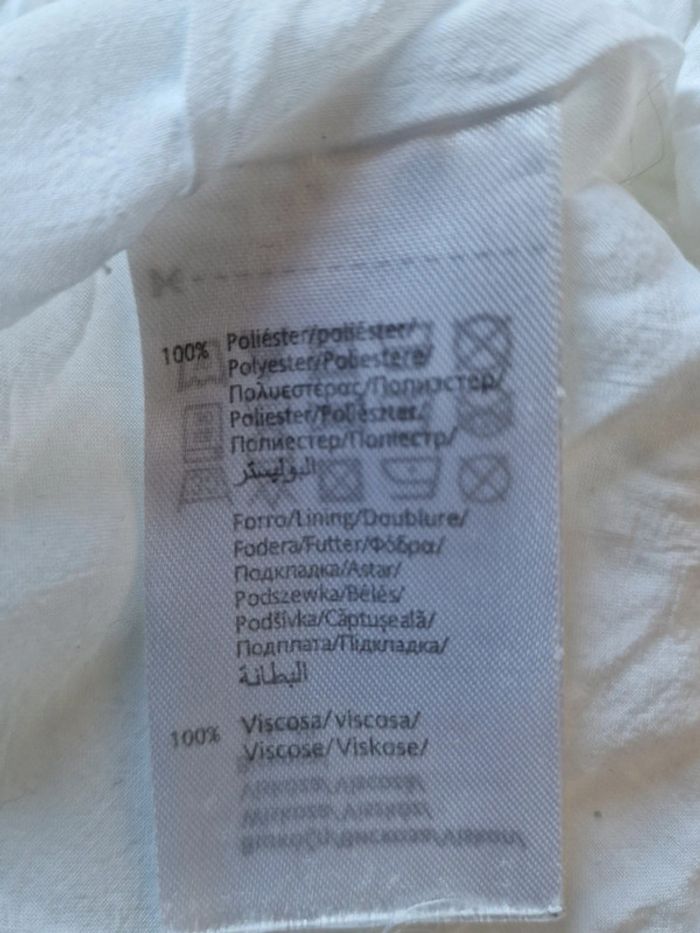 100% Poliéster/poliéster/
Polyester/Poliestere/
Πολυεστέρας/Полиэстер/
Poliester/Poliészter/
Полиестер/Поліестр/
البوليستر
Forro/Lining/Doublure/
Fodera/Futter/Φόδρα/
Подкладка/Astar/
Podszewka/Bélés/
Podšívka/Căptușeală/
Подплата/Підкладка/
البطانة
100% Viscosa/viscosa/
Viscose/Viskose/